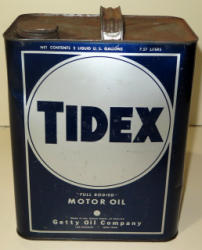 NET CONTENTS 2 LIQUID U. S. GALLONS 7.57 LITERS
TIDEX
"FULL BODIED"
MOTOR OIL
Getty Oil Company